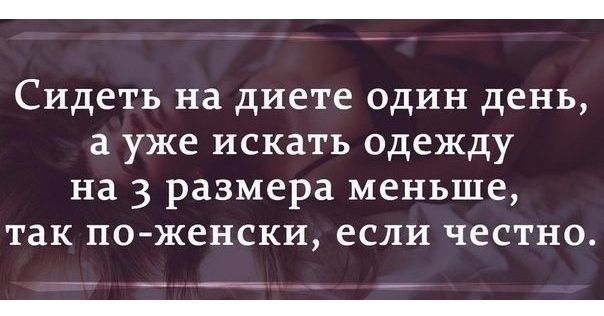 Сидеть на диете один день,
а уже искать одежду
на 3 размера меньше,
так по-женски, если честно.